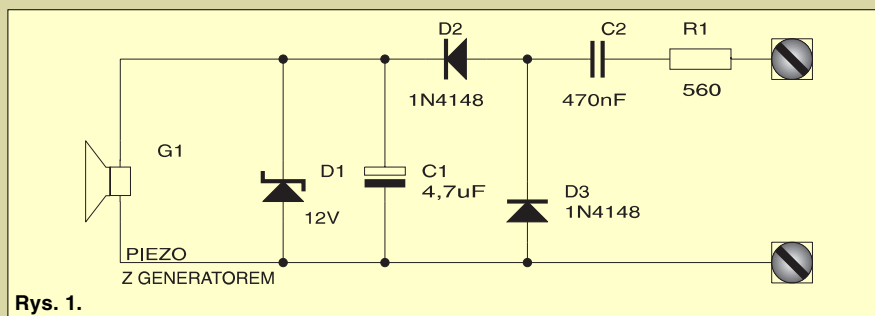 D2
C2
R1
1N4148
470nF
560
G1
D1
C1
4,7uF
12V
D3
1N4148
PIEZO
Z GENERATOREM
Rys. 1.